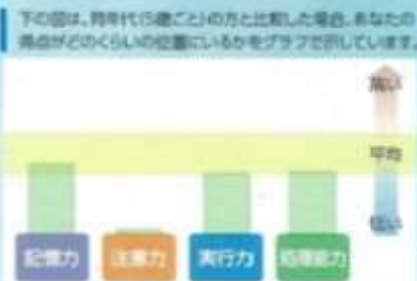 下の図は、同年代(5歳ごと)の方と比較した場合、あなたの
得点がどのくらいの位置にいるかをグラフで示しています。
高い
平均
低い
記憶力
注意力
実行力
処理能力